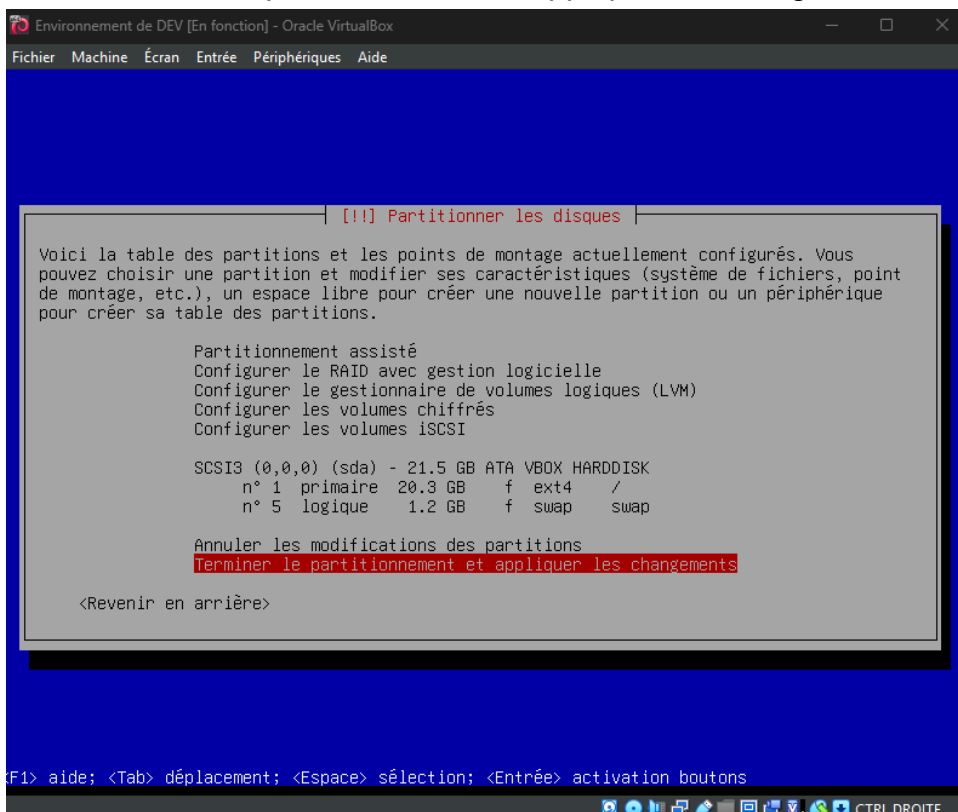 Environnement de DEV [En fonction] - Oracle VirtualBox
Fichier Machine Écran Entrée Périphériques Aide
[!!] Partitionner les disques
Voici la table des partitions et les points de montage actuellement configurés. Vous
pouvez choisir une partition et modifier ses caractéristiques (système de fichiers, point
de montage, etc.), un espace libre pour créer une nouvelle partition ou un périphérique
pour créer sa table des partitions.
Partitionnement assisté
Configurer le RAID avec gestion logicielle
Configurer le gestionnaire de volumes logiques (LVM)
Configurer les volumes chiffrés
Configurer les volumes iSCSI
SCSI3 (0,0,0) (sda) - 21.5 GB ATA VBOX HARDDISK
n° 1 primaire 20.3 GB f ext4 /
n° 5 logique 1.2 GB f swap swap
Annuler les modifications des partitions
Terminer le partitionnement et appliquer les changements
<Revenir en arrière>
<F1> aide; <Tab> déplacement; <Espace> sélection; <Entrée> activation boutons
CTRL DROITE